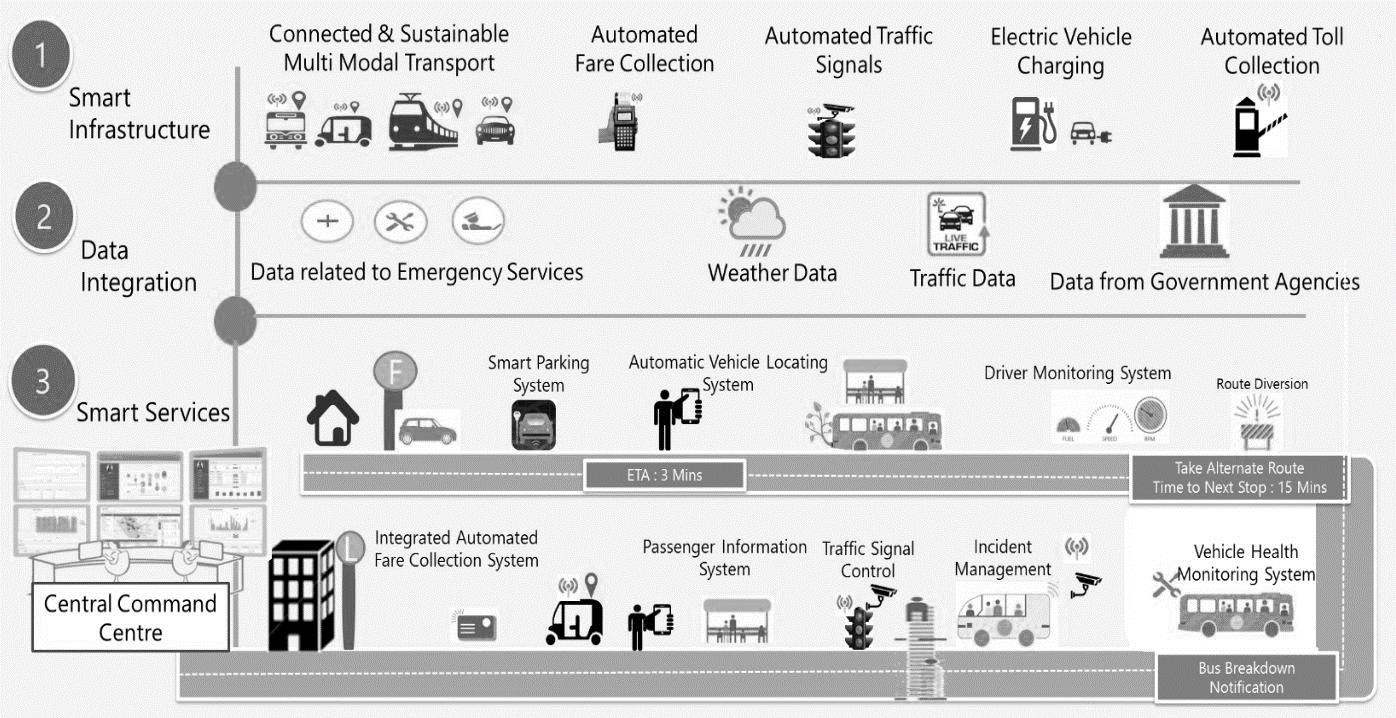 1
Smart
Infrastructure
Connected & Sustainable
Multi Modal Transport
Automated
Fare Collection
Automated Traffic
Signals
Electric Vehicle
Charging
Automated Toll
Collection
2
Data
Integration
Data related to Emergency Services
Weather Data
LIVE
TRAFFIC
Traffic Data
Data from Government Agencies
3
Smart Services
F
Smart Parking
System
Automatic Vehicle Locating
System
Driver Monitoring System
FUEL
SPEED
RPM
Route Diversion
ETA : 3 Mins
Take Alternate Route
Time to Next Stop : 15 Mins
Central Command
Centre
L
Integrated Automated
Fare Collection System
Passenger Information
System
Traffic Signal
Control
Incident
Management
Vehicle Health
Monitoring System
Bus Breakdown
Notification